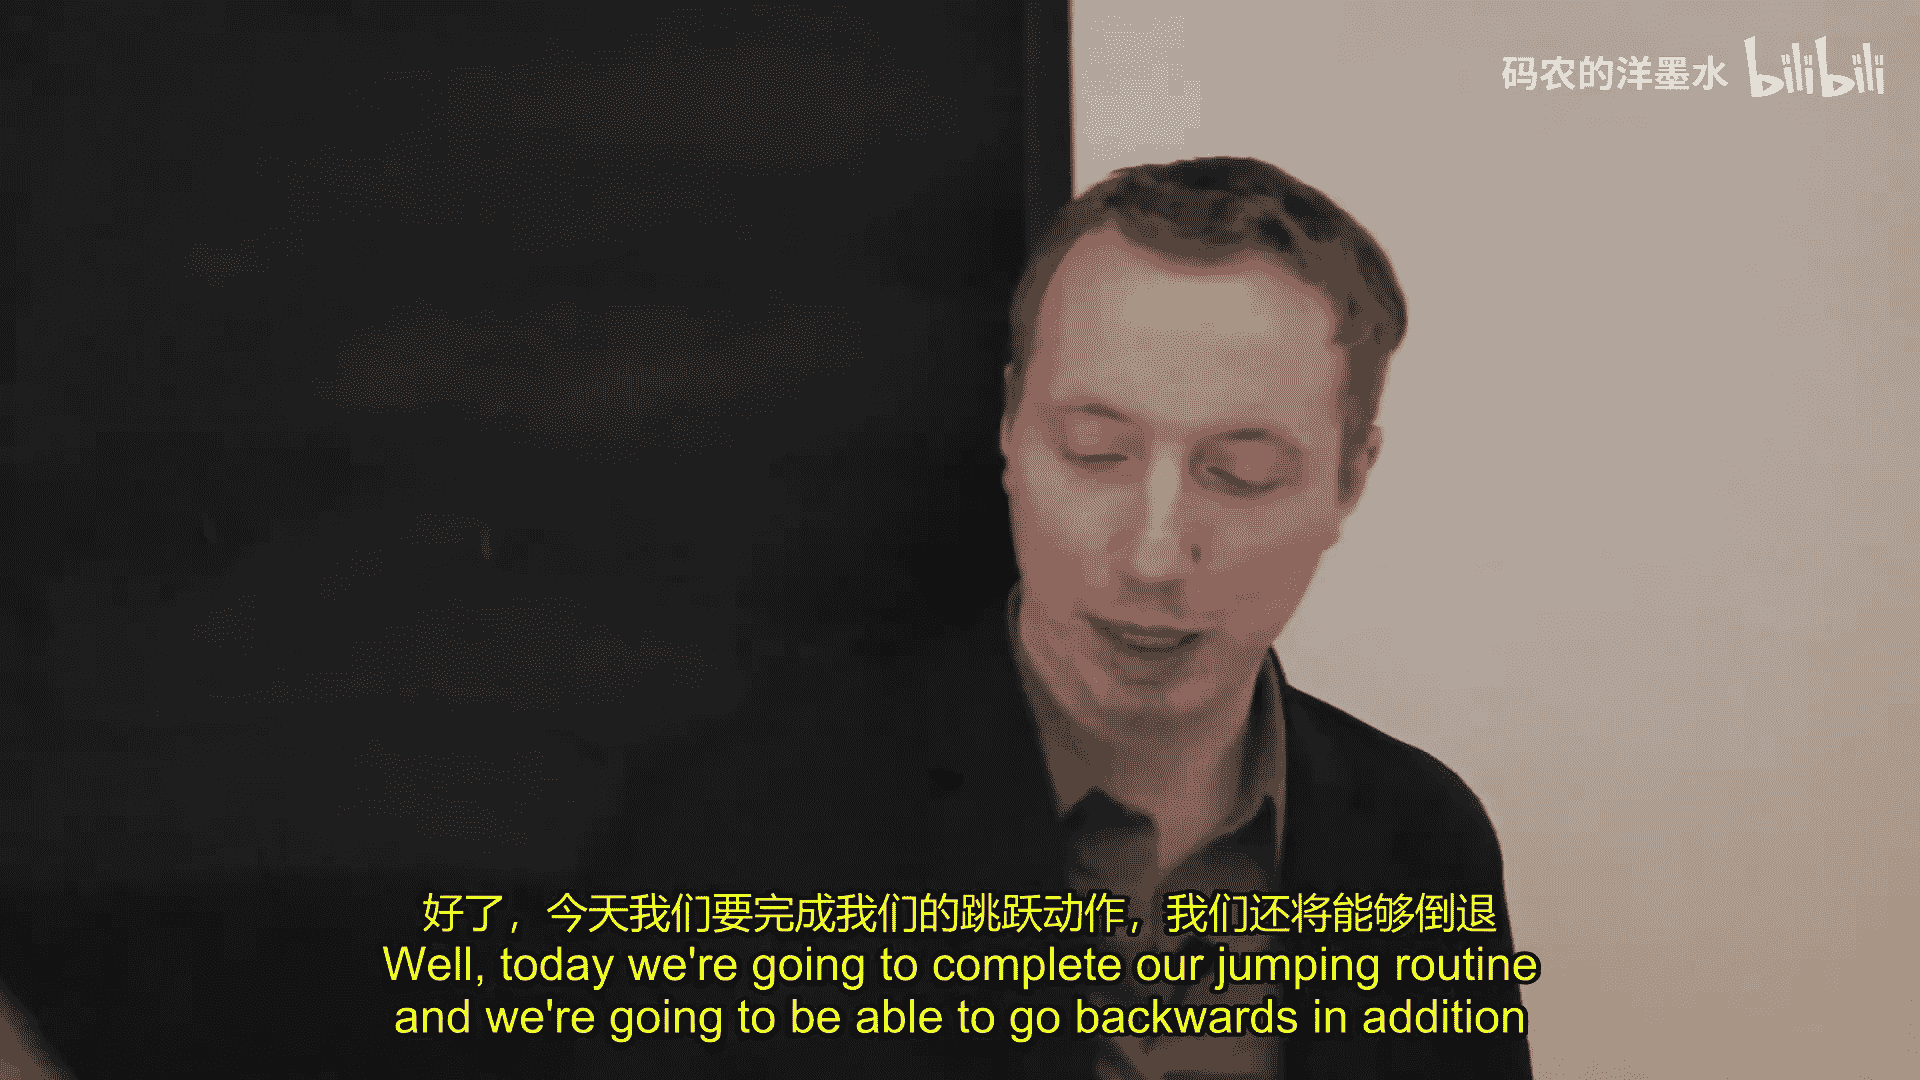 码农的洋墨水 bilibili
好了，今天我们要完成我们的跳跃动作，我们还将能够倒退
Well, today we're going to complete our jumping routine
and we're going to be able to go backwards in addition